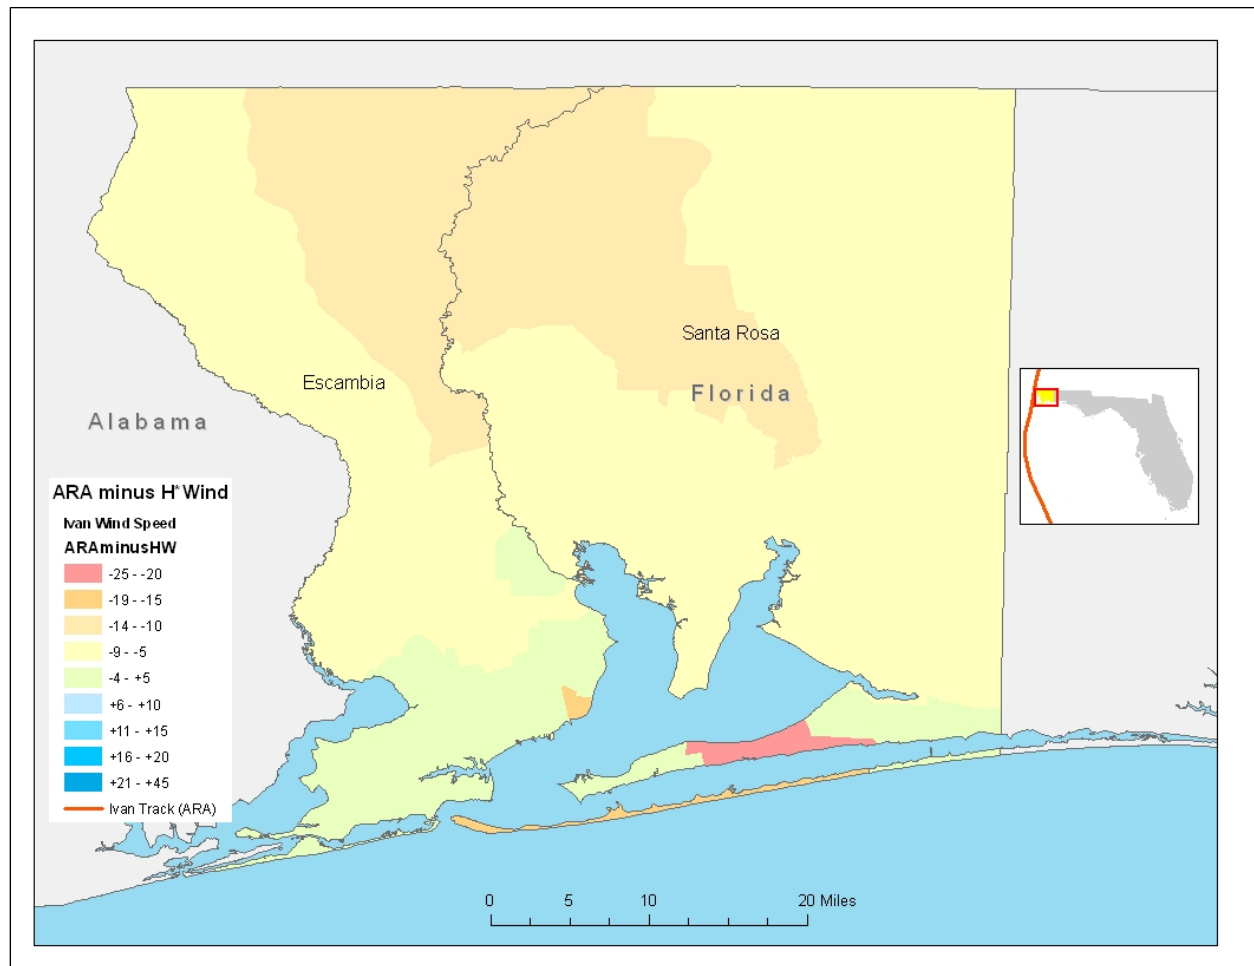 Santa Rosa
Escambia
Florida
Alabama
ARA minus H*Wind
Ivan Wind Speed
ARAminusHW
-25 - -20
-19 - -15
-14 - -10
-9 - -5
-4 - +5
+6 - +10
+11 - +15
+16 - +20
+21 - +45
Ivan Track (ARA)
0 5 10 20 Miles